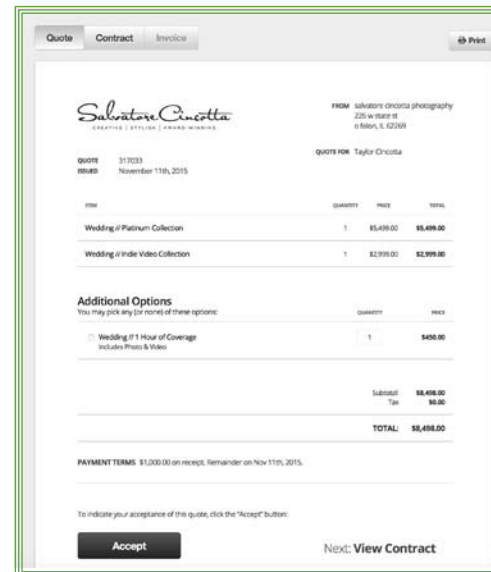 Quote Contract Invoice
Print
Salvatore Cincotta
CREATIVE | STYLISH | AWARD WINNING
FROM salvatore cincotta photography
226 w state st
o fallon, IL 62269
QUOTE FOR Taylor Cincotta
QUOTE 317033
ISSUED November 11th, 2015
ITEM QUANTITY PRICE TOTAL
Wedding // Platinum Collection 1 $5,499.00 $5,499.00
Wedding // Indie Video Collection 1 $2,999.00 $2,999.00
Additional Options
You may pick any (or none) of these options: QUANTITY PRICE
Wedding // 1 Hour of Coverage 1 $450.00
Includes Photo & Video
Subtotal $8,498.00
Tax $0.00
TOTAL: $8,498.00
PAYMENT TERMS $1,000.00 on receipt. Remainder on Nov 11th, 2015.
To indicate your acceptance of this quote, click the "Accept" button:
Accept Next: View Contract